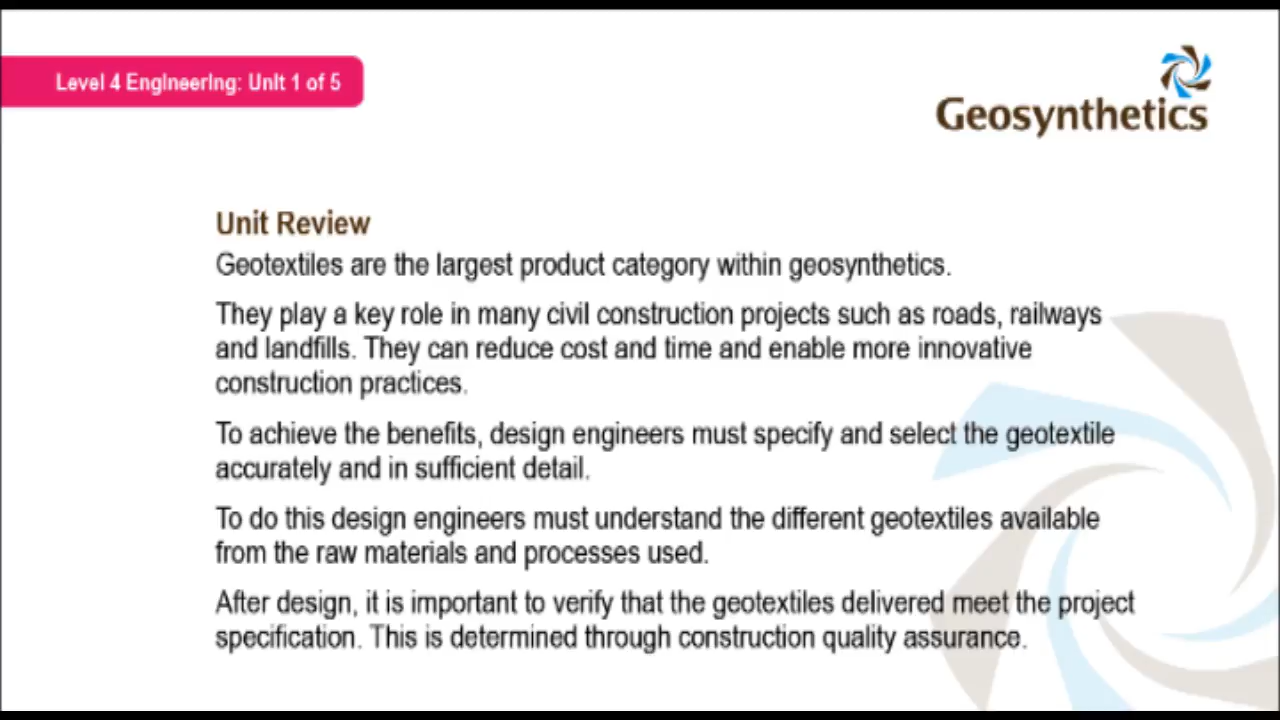 Level 4 Engineering: Unit 1 of 5
Geosynthetics
Unit Review
Geotextiles are the largest product category within geosynthetics.
They play a key role in many civil construction projects such as roads, railways
and landfills. They can reduce cost and time and enable more innovative
construction practices.
To achieve the benefits, design engineers must specify and select the geotextile
accurately and in sufficient detail.
To do this design engineers must understand the different geotextiles available
from the raw materials and processes used.
After design, it is important to verify that the geotextiles delivered meet the project
specification. This is determined through construction quality assurance.